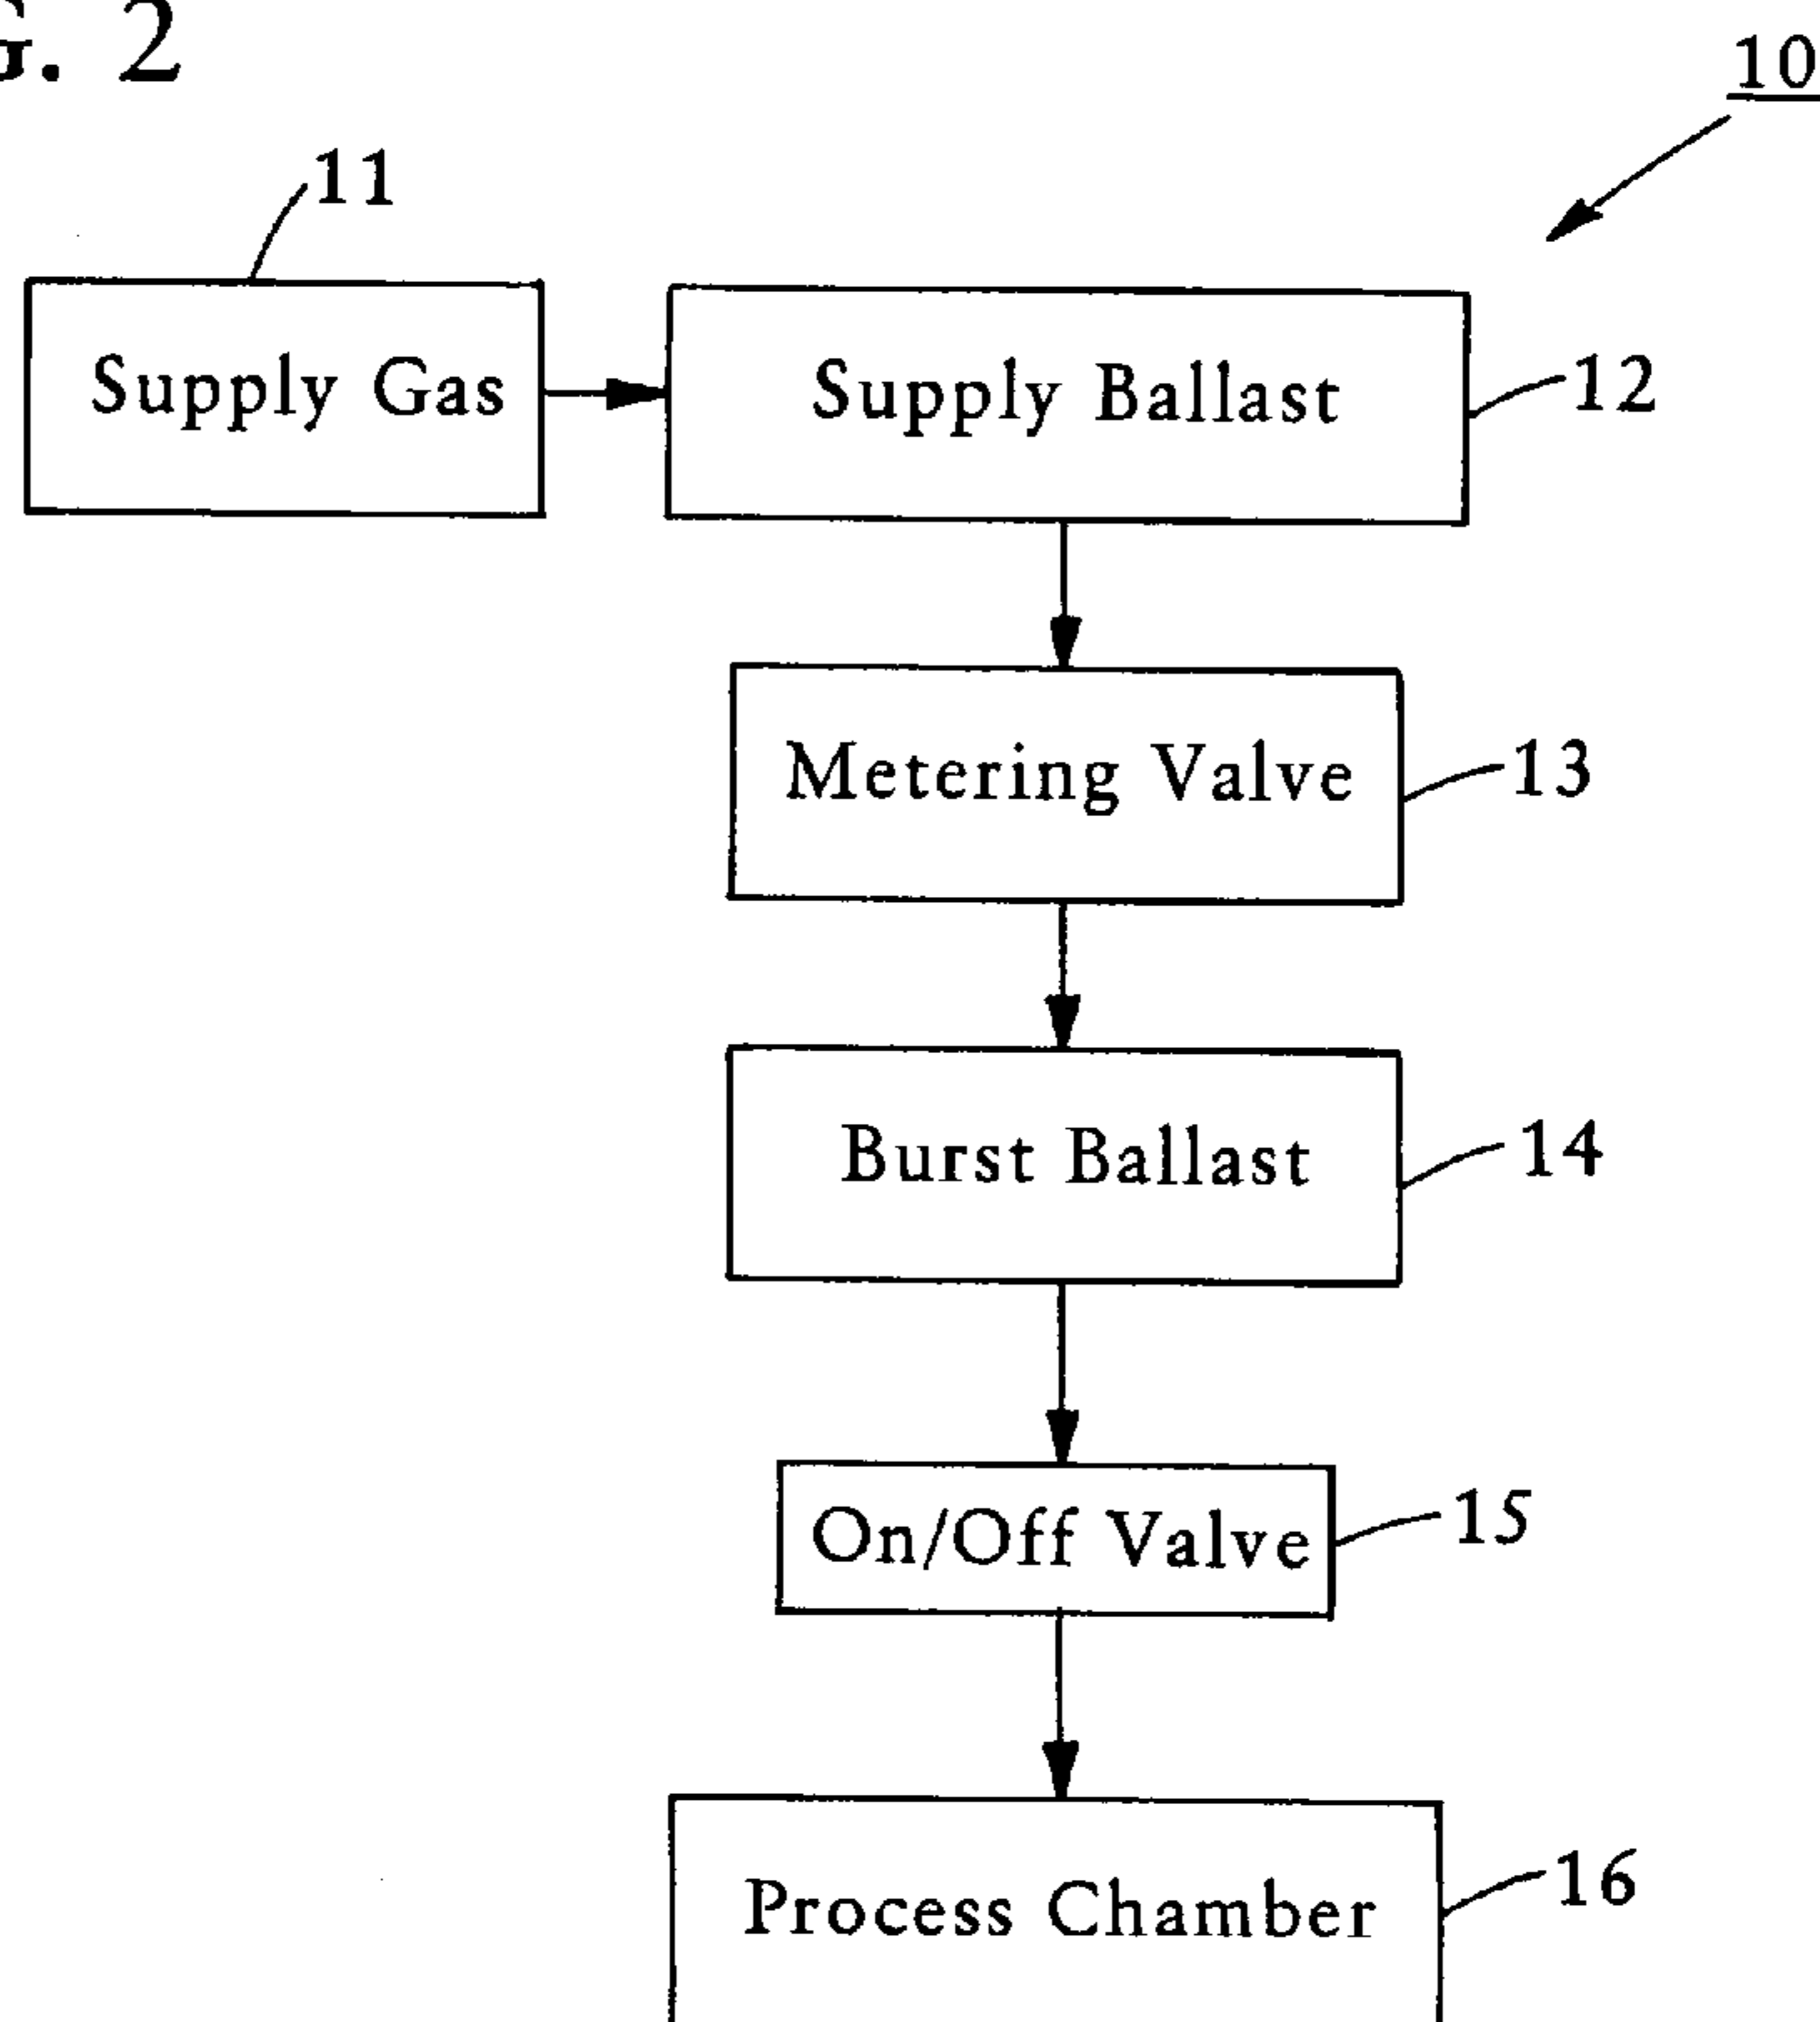 G. 2
10
11
Supply Gas
Supply Ballast
12
Metering Valve
13
Burst Ballast
14
On/Off Valve
15
Process Chamber
16